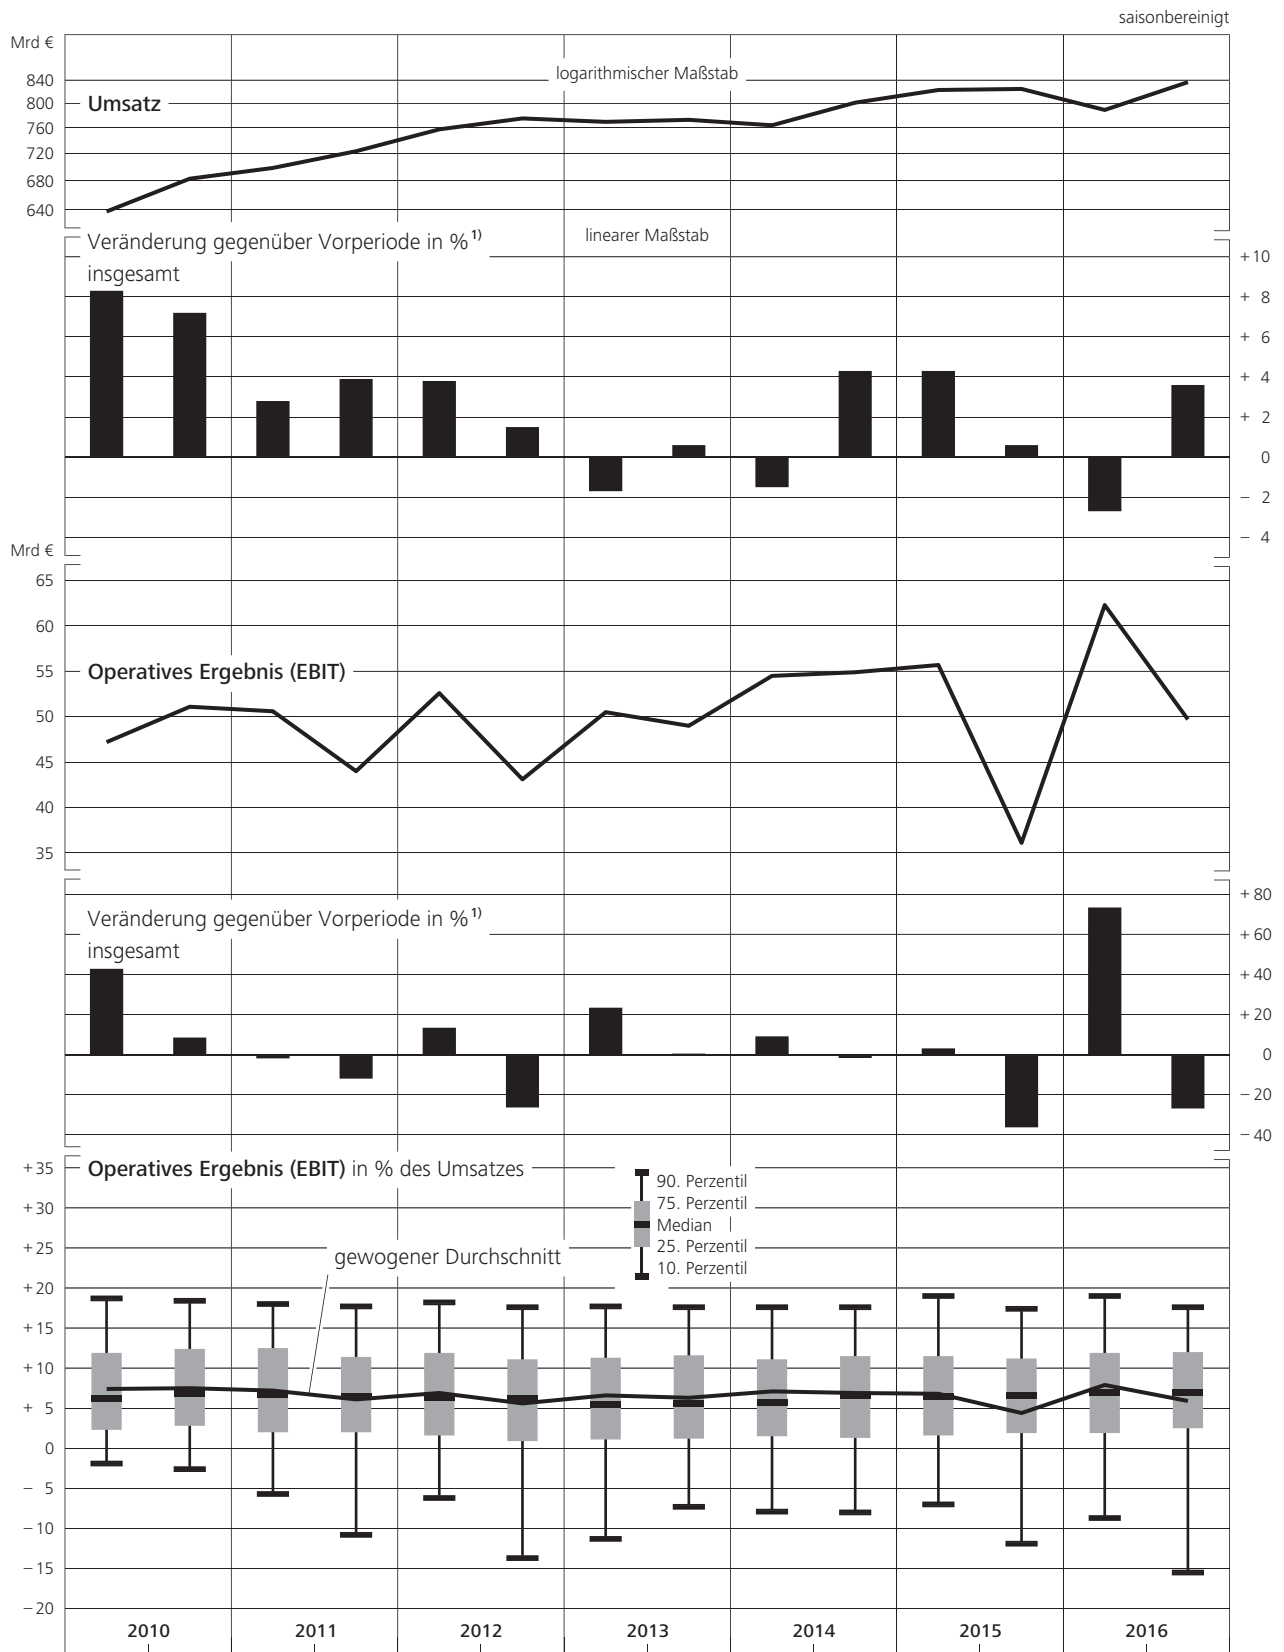 saisonbereinigt
Mrd €
logarithmischer Maßstab
840
800
Umsatz
760
720
680
640
Veränderung gegenüber Vorperiode in % 1)
linearer Maßstab
insgesamt
+ 10
+ 8
+ 6
+ 4
+ 2
0
− 2
− 4
Mrd €
65
60
55
Operatives Ergebnis (EBIT)
50
45
40
35
Veränderung gegenüber Vorperiode in % 1)
insgesamt
+ 80
+ 60
+ 40
+ 20
0
− 20
− 40
Operatives Ergebnis (EBIT) in % des Umsatzes
90. Perzentil
75. Perzentil
Median
25. Perzentil
10. Perzentil
gewogener Durchschnitt
+ 35
+ 30
+ 25
+ 20
+ 15
+ 10
+ 5
0
− 5
− 10
− 15
− 20
2010 2011 2012 2013 2014 2015 2016